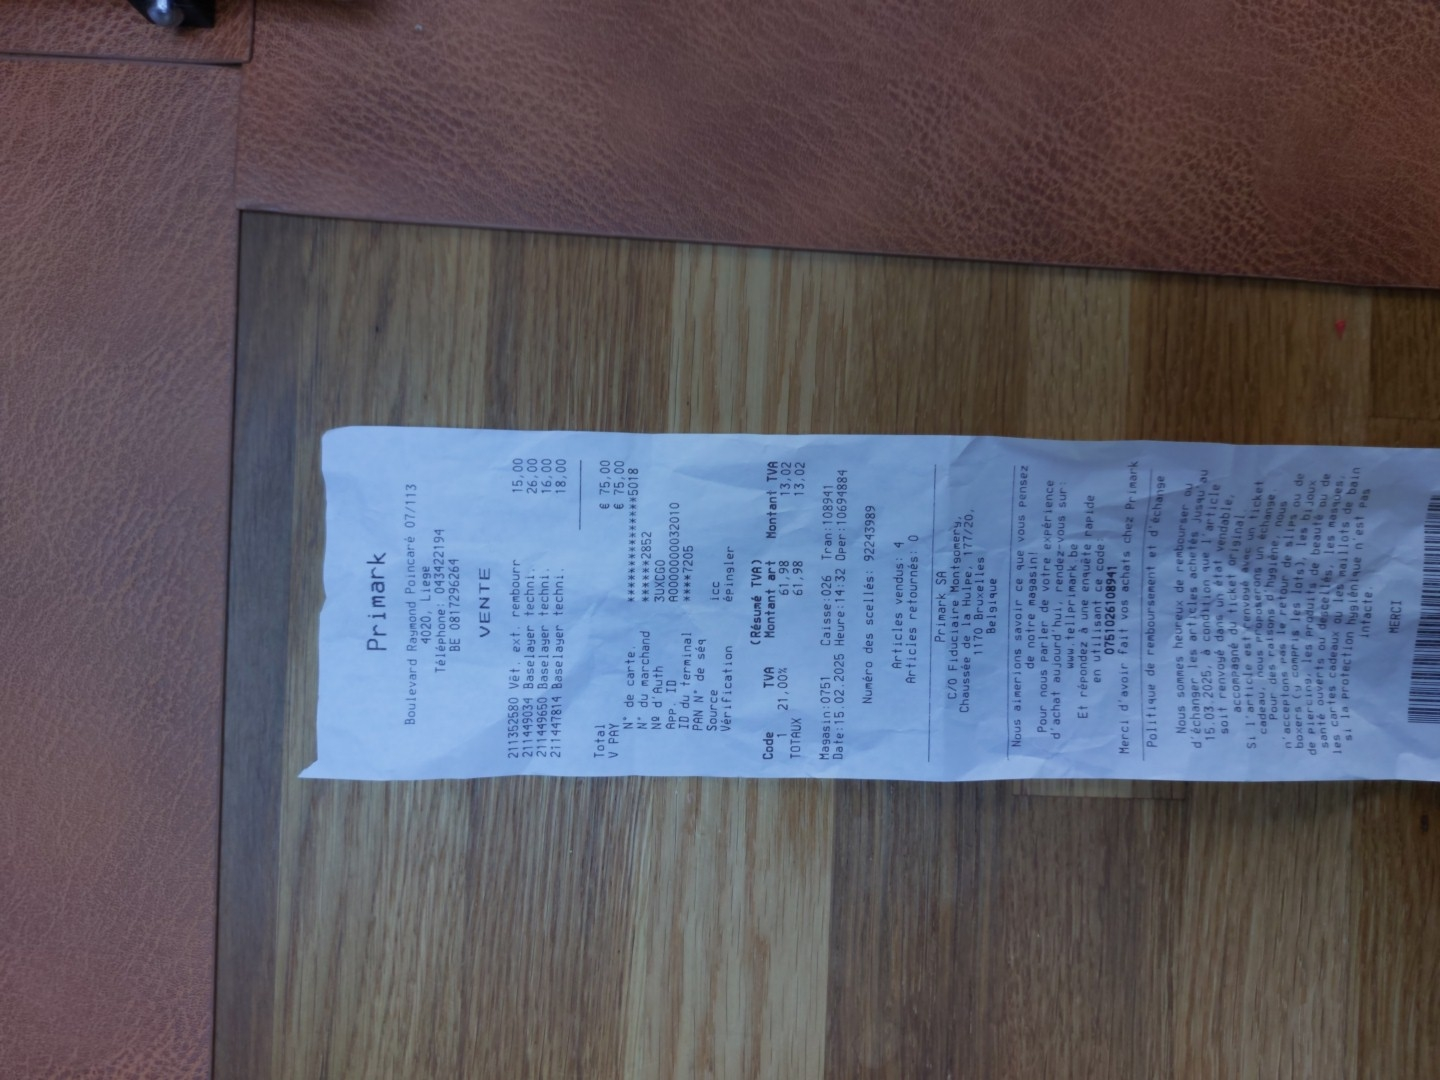 Primark
Boulevard Raymond Poincaré 07/113
4020, Liege
Téléphone: 043422194
BE 0817296264
VENTE
211352580 Vêt. ext. rembourr 15,00
211449034 Baselayer techni. 26,00
211449650 Baselayer techni. 16,00
211447814 Baselayer techni. 18,00
Total € 75,00
V PAY € 75,00
N° de carte. ***************5018
N° du marchand ******2852
Nº d'Auth 3UXCGO
App. ID A0000000032010
ID du terminal ****7205
PAN N° de séq
Source icc
Vérification épingler
(Résumé TVA)
Code TVA Montant art Montant TVA
1 21,00% 61,98 13,02
TOTAUX 61,98 13,02
Magasin:0751 Caisse:026 Tran:108941
Date:15.02.2025 Heure:14:32 Oper:10694884
Numéro des scellés: 92243989
Articles vendus: 4
Articles retournés: 0
Primark SA
C/O Fiduciaire Montgomery,
Chaussée de la Hulpe, 177/20,
1170 Bruxelles
Belgique
Nous aimerions savoir ce que vous pensez
de notre magasin!
Pour nous parler de votre expérience
d'achat aujourd'hui, rendez-vous sur:
www.tellprimark.be
Et répondez à une enquête rapide
en utilisant ce code:
0751026108941
Merci d'avoir fait vos achats chez Primark
Politique de remboursement et d'échange
Nous sommes heureux de rembourser ou
d'échanger les articles achetés jusqu'au
15.03.2025, à condition que l'article
soit renvoyé dans un état vendable,
accompagné du ticket original.
Si l'article est renvoyé avec un ticket
cadeau, nous proposerons un échange
Pour des raisons d'hygiène, nous
n'acceptons pas le retour de slips ou de
boxers (y compris les lots), les bijoux
de piercing, les produits de beauté ou de
santé ouverts ou descellés, les masques,
les cartes cadeaux ou les maillots de bain
si la protection hygiénique n'est pas
intacte.
MERCI